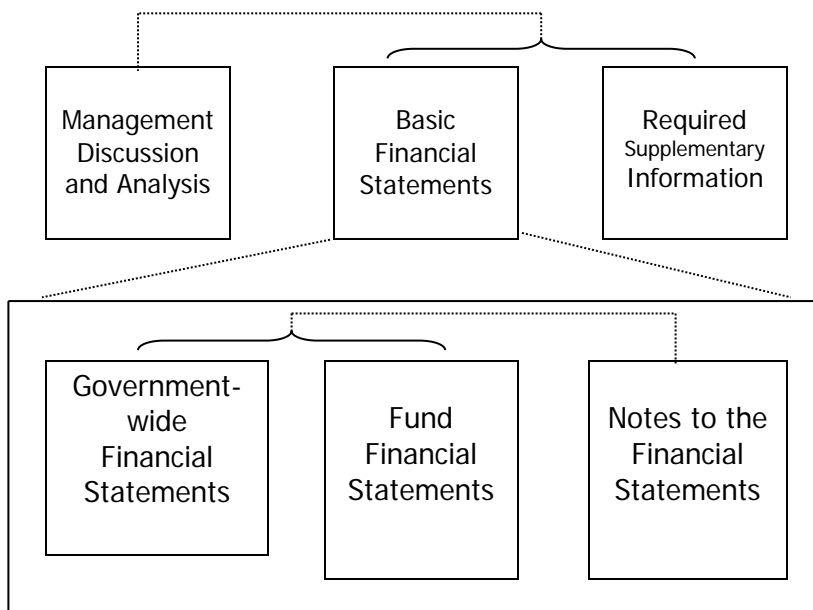 Management
Discussion
and Analysis
Basic
Financial
Statements
Required
Supplementary
Information
Government-
wide
Financial
Statements
Fund
Financial
Statements
Notes to the
Financial
Statements